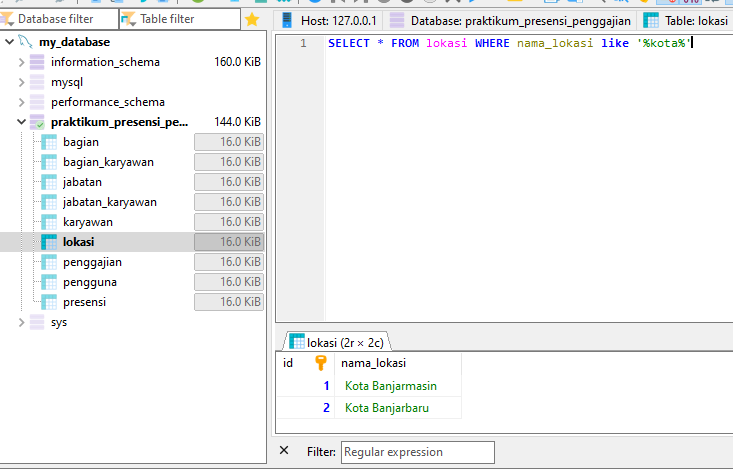 Database filter
Table filter
my_database
information_schema 160.0 KiB
mysql
performance_schema
praktikum_presensi_pe... 144.0 KiB
bagian 16.0 KiB
bagian_karyawan 16.0 KiB
jabatan 16.0 KiB
jabatan_karyawan 16.0 KiB
karyawan 16.0 KiB
lokasi 16.0 KiB
penggajian 16.0 KiB
pengguna 16.0 KiB
presensi 16.0 KiB
sys
Host: 127.0.0.1
Database: praktikum_presensi_penggajian
Table: lokasi
1 SELECT * FROM lokasi WHERE nama_lokasi like '%kota%'
lokasi (2r × 2c)
id nama_lokasi
1 Kota Banjarmasin
2 Kota Banjarbaru
Filter: Regular expression